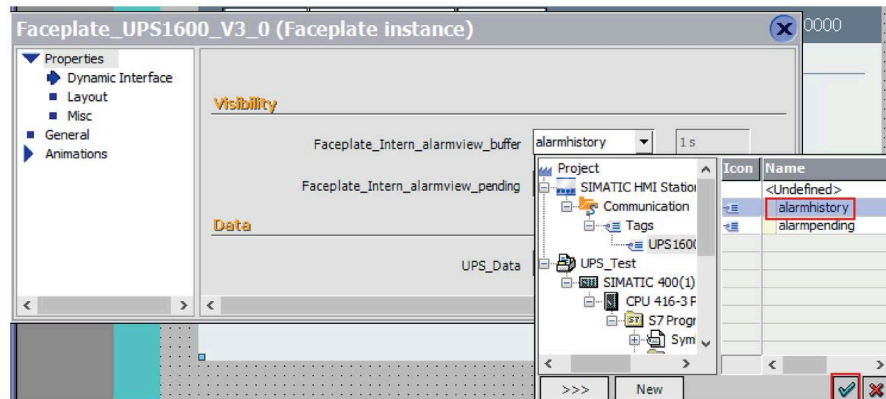 Faceplate_UPS1600_V3_0 (Faceplate instance)
0000
Properties
Dynamic Interface
Layout
Misc
General
Animations
Visibility
Faceplate_Intern_alarmview_buffer
alarmhistory
1 s
Faceplate_Intern_alarmview_pending
Data
UPS_Data
Project
SIMATIC HMI Station
Communication
Tags
UPS160
UPS_Test
SIMATIC 400(1)
CPU 416-3 P
S7 Progr
Sym
Icon Name
<Undefined>
alarmhistory
alarmpending
>>>
New